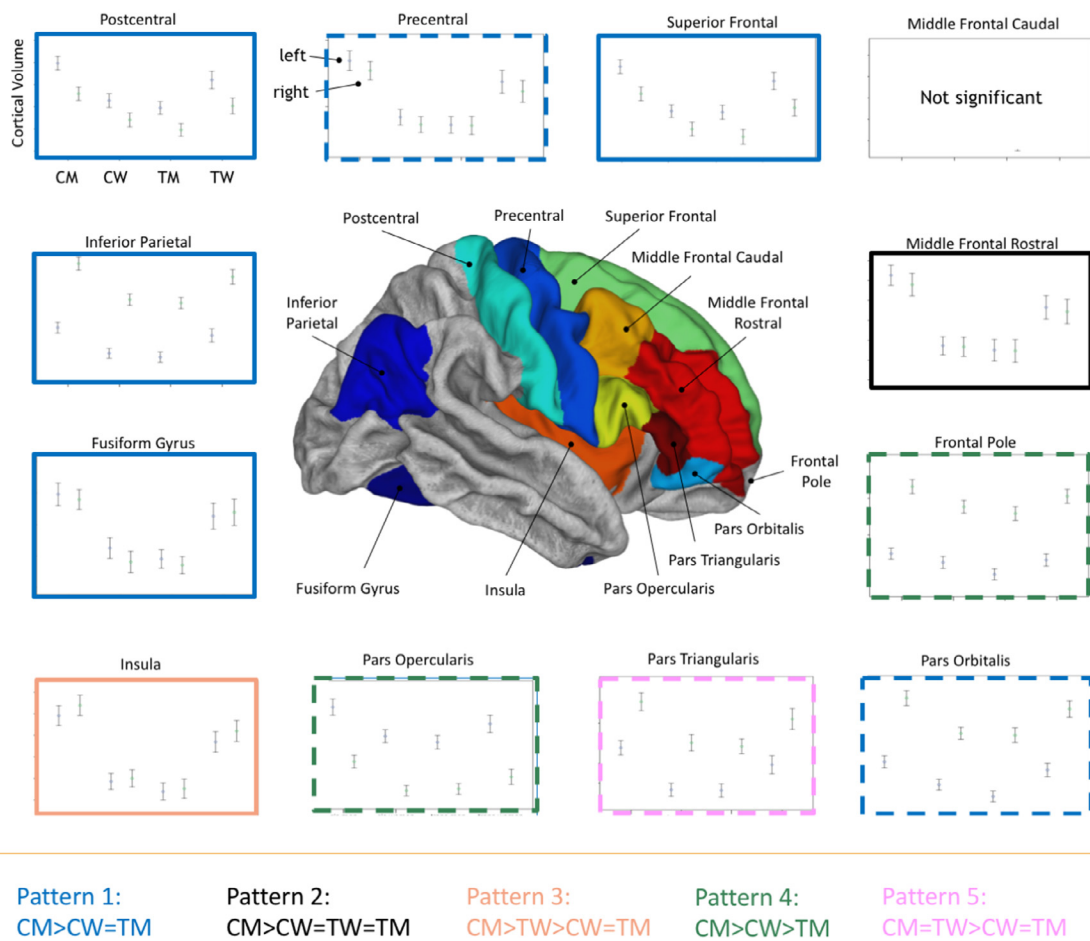 Postcentral
Precentral
Superior Frontal
Middle Frontal Caudal
Cortical Volume
left
right
Not significant
CM CW TM TW
Postcentral
Precentral
Superior Frontal
Middle Frontal Caudal
Middle Frontal
Rostral
Inferior
Parietal
Inferior Parietal
Middle Frontal Rostral
Fusiform Gyrus
Frontal Pole
Frontal
Pole
Pars Orbitalis
Pars Triangularis
Fusiform Gyrus
Insula
Pars Opercularis
Insula
Pars Opercularis
Pars Triangularis
Pars Orbitalis
Pattern 1:
CM>CW=TM
Pattern 2:
CM>CW=TW=TM
Pattern 3:
CM>TW>CW=TM
Pattern 4:
CM>CW>TM
Pattern 5:
CM=TW>CW=TM